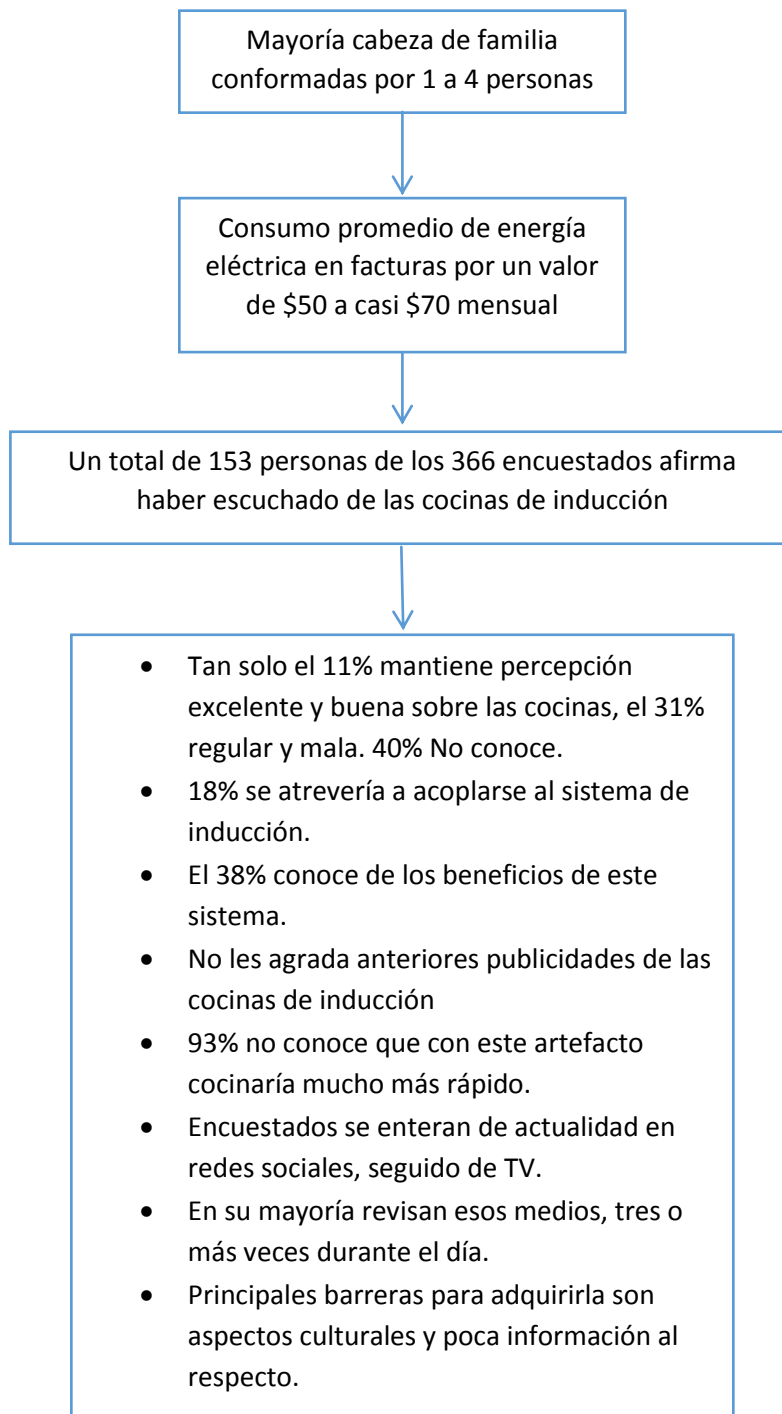 Mayoría cabeza de familia
conformadas por 1 a 4 personas
Consumo promedio de energía
eléctrica en facturas por un valor
de $50 a casi $70 mensual
Un total de 153 personas de los 366 encuestados afirma
haber escuchado de las cocinas de inducción
• Tan solo el 11% mantiene percepción
excelente y buena sobre las cocinas, el 31%
regular y mala. 40% No conoce.
• 18% se atrevería a acoplarse al sistema de
inducción.
• El 38% conoce de los beneficios de este
sistema.
• No les agrada anteriores publicidades de las
cocinas de inducción
• 93% no conoce que con este artefacto
cocinaría mucho más rápido.
• Encuestados se enteran de actualidad en
redes sociales, seguido de TV.
• En su mayoría revisan esos medios, tres o
más veces durante el día.
• Principales barreras para adquirirla son
aspectos culturales y poca información al
respecto.